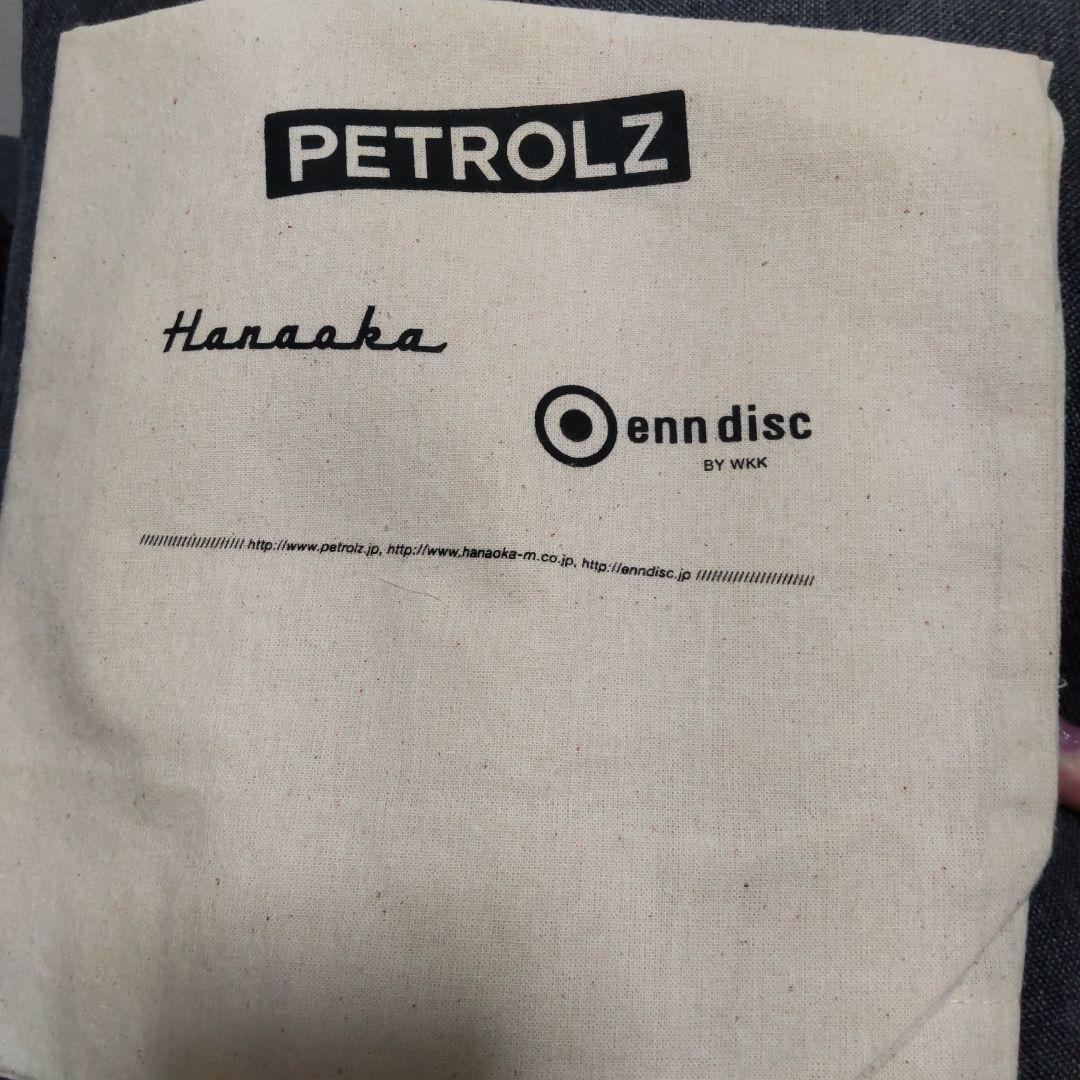 PETROLZ
Hanaoka
enn disc
BY WKK
////////////////////// http://www.petrolz.jp, http://www.hanaoka-m.co.jp, http://enndisc.jp //////////////////////